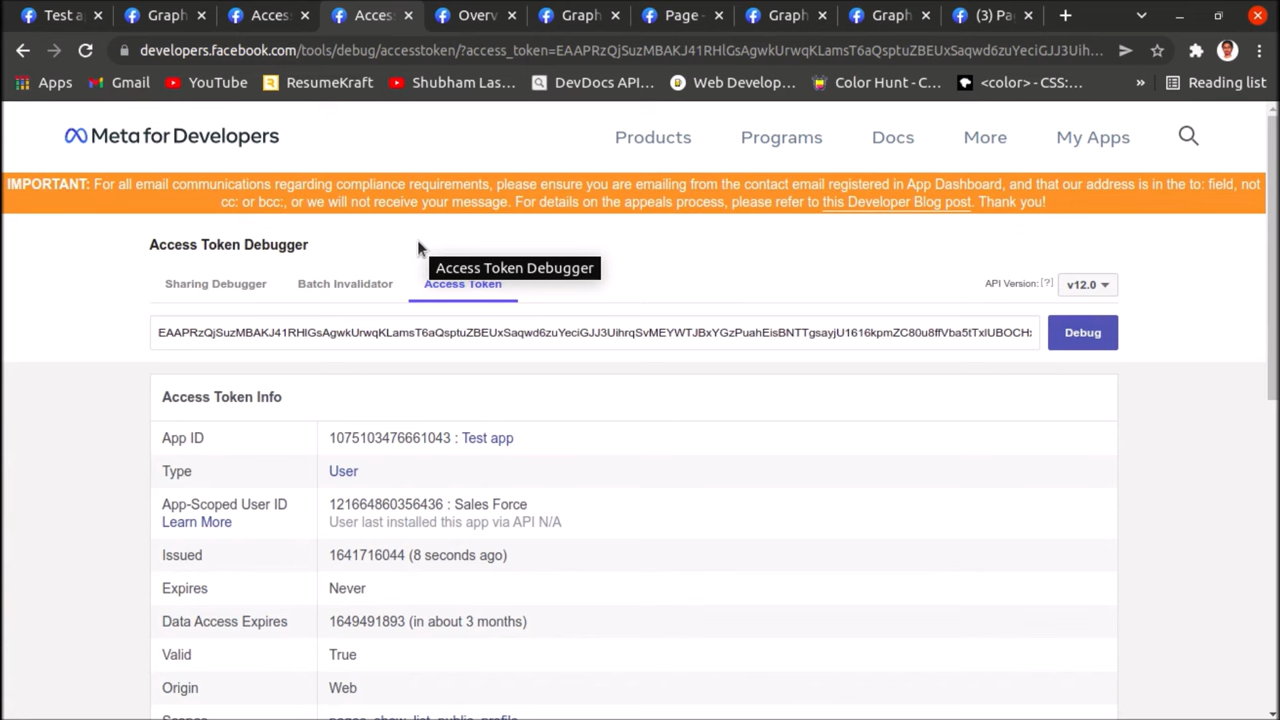 Test a
Graph
Acces
Acces
Overv
Graph
Page -
Graph
Graph
(3) Pa
developers.facebook.com/tools/debug/accesstoken/?access_token=EAAPRzQjSuzMBAKJ41RHlGsAgwkUrwqKLamsT6aQsptuZBEUxSaqwd6zuYeciGJJ3Uih...
Apps
Gmail
YouTube
ResumeKraft
Shubham Las...
DevDocs API...
Web Develop...
Color Hunt - C...
<color> - CSS:...
»
Reading list
Meta for Developers
Products
Programs
Docs
More
My Apps
IMPORTANT: For all email communications regarding compliance requirements, please ensure you are emailing from the contact email registered in App Dashboard, and that our address is in the to: field, not
cc: or bcc:, or we will not receive your message. For details on the appeals process, please refer to this Developer Blog post. Thank you!
Access Token Debugger
Access Token Debugger
Sharing Debugger
Batch Invalidator
Access Token
API Version: [?]
v12.0
EAAPRzQjSuzMBAKJ41RHlGsAgwkUrwqKLamsT6aQsptuZBEUxSaqwd6zuYeciGJJ3UihrqSvMEYWTJBxYGzPuahEisBNTTgsayjU1616kpmZC80u8ffVba5tTxlUBOCH
Debug
Access Token Info
App ID
1075103476661043 : Test app
Type
User
App-Scoped User ID
Learn More
121664860356436 : Sales Force
User last installed this app via API N/A
Issued
1641716044 (8 seconds ago)
Expires
Never
Data Access Expires
1649491893 (in about 3 months)
Valid
True
Origin
Web
Scopes
pages_show_list, public_profile